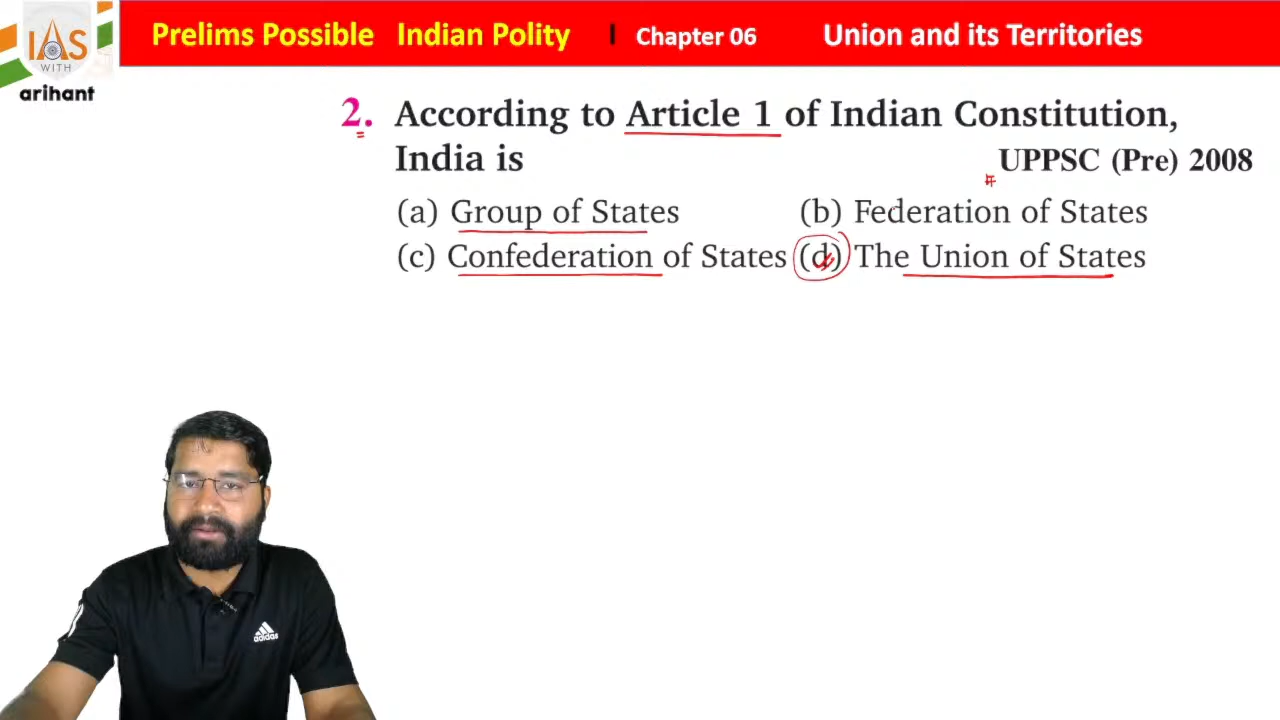 IAS
WITH
arihant
Prelims Possible Indian Polity | Chapter 06 Union and its Territories
2. According to Article 1 of Indian Constitution,
India is UPPSC (Pre) 2008
(a) Group of States (b) Federation of States
(c) Confederation of States (d) The Union of States
adidas